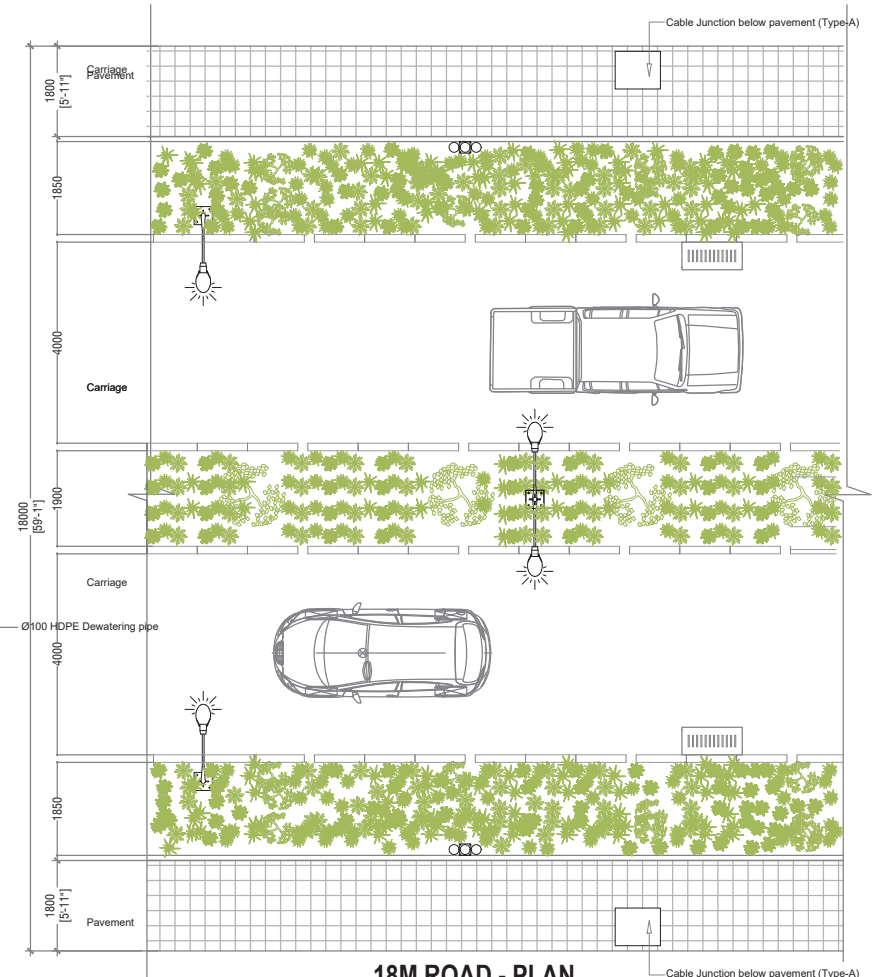 Cable Junction below pavement (Type-A)
Carriage
Pavement
1800
[5'-11"]
1850
4000
Carriage
1900
18000
[59'-1"]
Carriage
Ø100 HDPE Dewatering pipe
4000
1850
1800
[5'-11"]
Pavement
18M ROAD - PLAN
Cable Junction below pavement (Type-A)